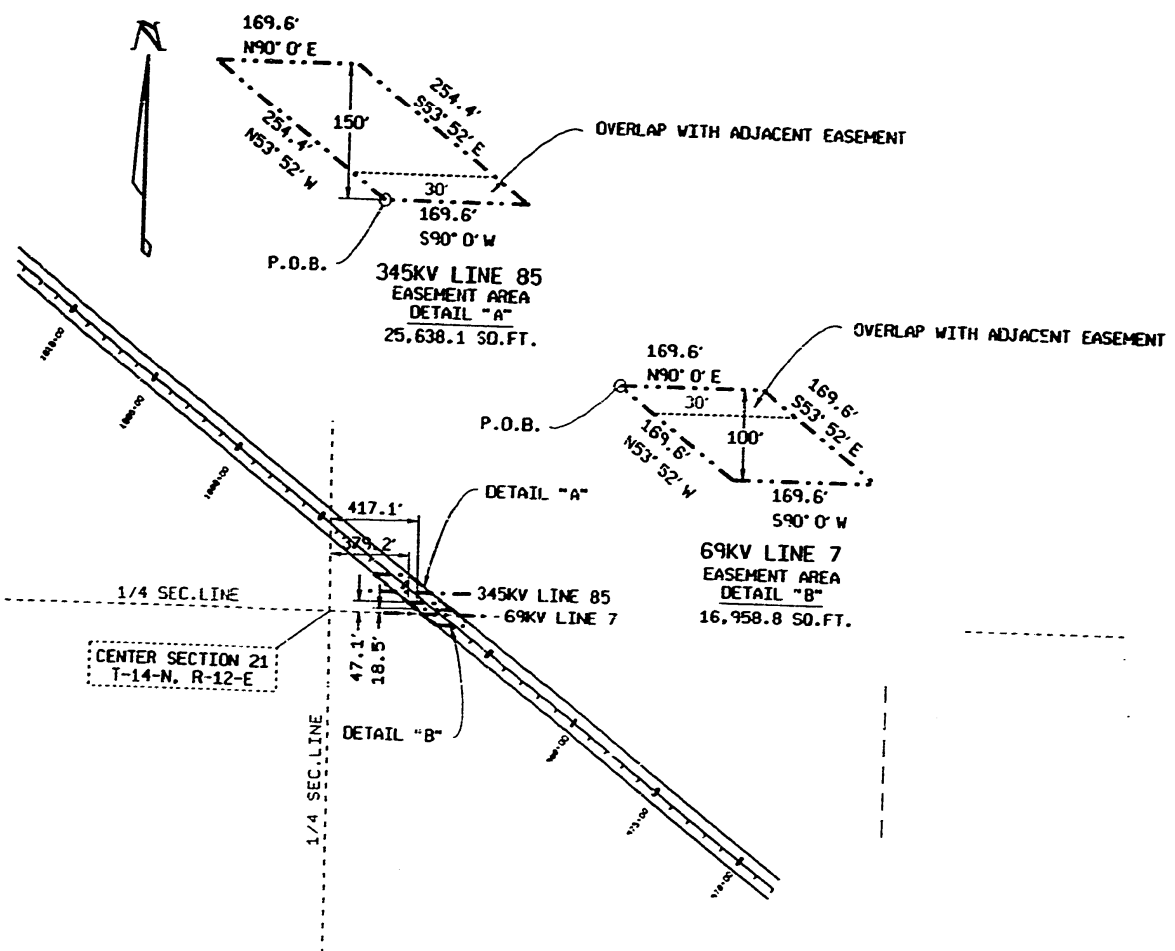 N
169.6'
N90° 0' E
254.4'
S53° 52' E
254.4'
N53° 52' W
150'
30'
169.6'
S90° 0' W
OVERLAP WITH ADJACENT EASEMENT
P.O.B.
345KV LINE 85
EASEMENT AREA
DETAIL "A"
25,638.1 SQ.FT.
OVERLAP WITH ADJACENT EASEMENT
169.6'
N90° 0' E
30'
169.6'
S53° 52' E
P.O.B.
169.6'
N53° 52' W
100'
169.6'
S90° 0' W
69KV LINE 7
EASEMENT AREA
DETAIL "B"
16,958.8 SQ.FT.
DETAIL "A"
417.1'
379.2'
1/4 SEC.LINE
345KV LINE 85
69KV LINE 7
47.1'
18.5'
CENTER SECTION 21
T-14-N, R-12-E
DETAIL "B"
1/4 SEC.LINE
975+00
970+00